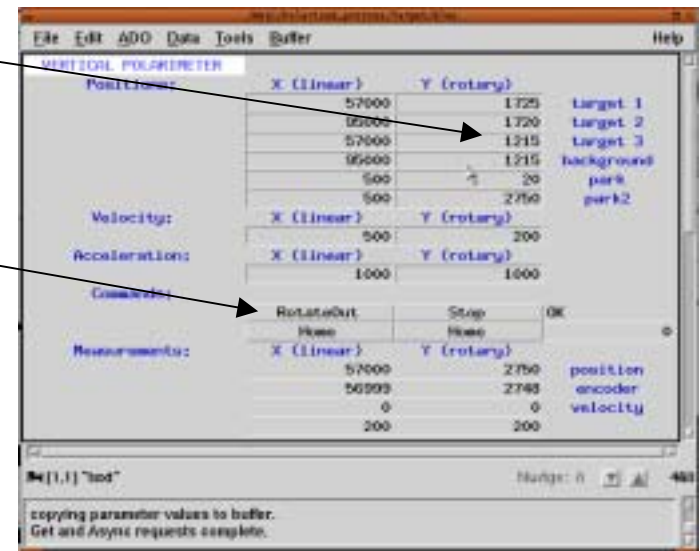 File Edit ADO Data Tools Buffer Help
VERTICAL POLARIMETER
Positions: X (linear) Y (rotary)
57000 1725 target 1
95000 1720 target 2
57000 1215 target 3
95000 1215 background
500 20 park
500 2750 park2
Velocity: X (linear) Y (rotary)
500 200
Acceleration: X (linear) Y (rotary)
1000 1000
Commands:
RotateOut Stop OK
Home Home 0
Measurements: X (linear) Y (rotary)
57000 2750 position
56999 2748 encoder
0 0 velocity
200 200
[1,1]
Nudge: 0
copying parameter values to buffer.
Get and Async requests complete.